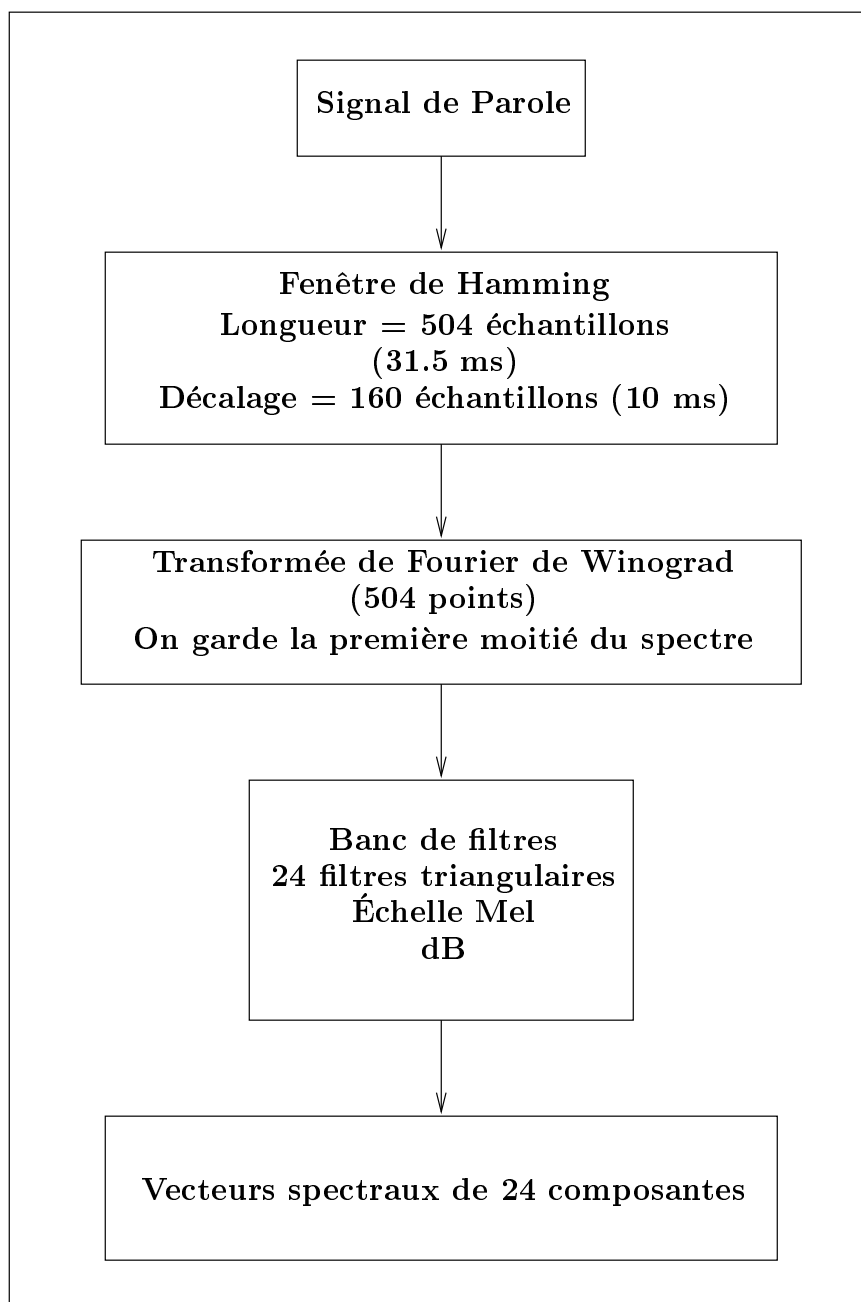 Signal de Parole
Fenêtre de Hamming
Longueur = 504 échantillons
(31.5 ms)
Décalage = 160 échantillons (10 ms)
Transformée de Fourier de Winograd
(504 points)
On garde la première moitié du spectre
Banc de filtres
24 filtres triangulaires
Échelle Mel
dB
Vecteurs spectraux de 24 composantes